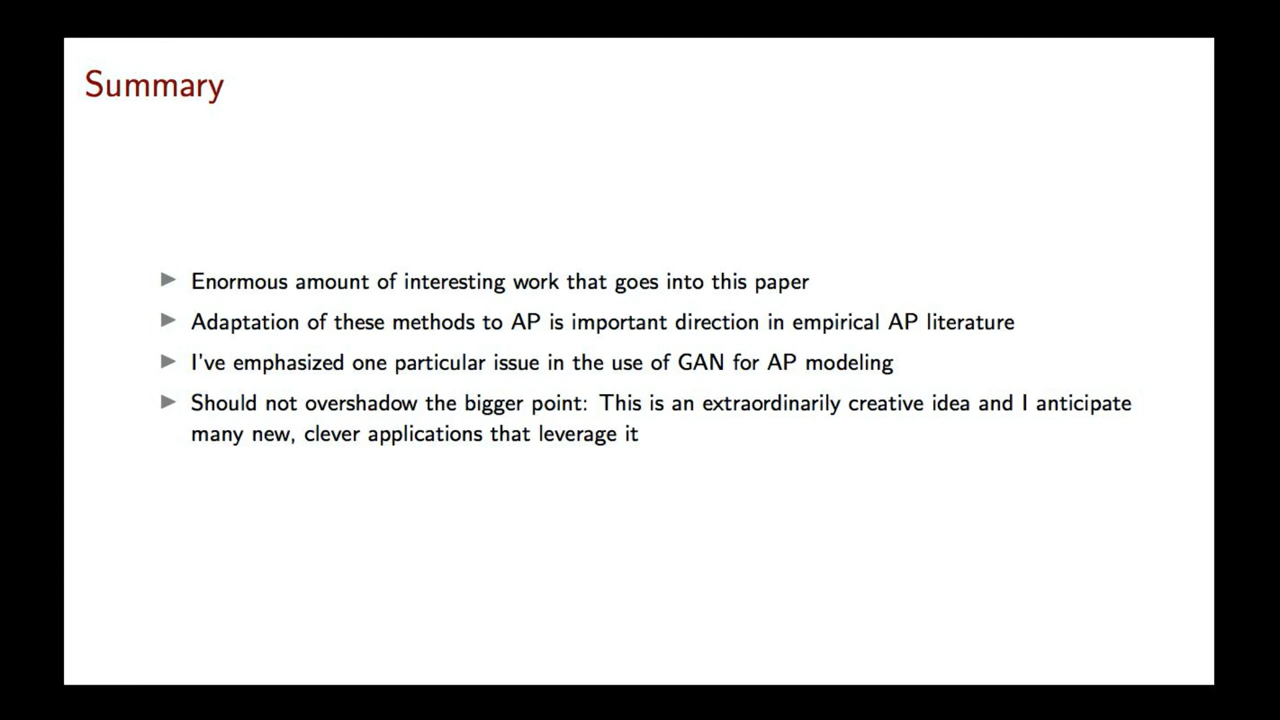 Summary
Enormous amount of interesting work that goes into this paper
Adaptation of these methods to AP is important direction in empirical AP literature
I've emphasized one particular issue in the use of GAN for AP modeling
Should not overshadow the bigger point: This is an extraordinarily creative idea and I anticipate
many new, clever applications that leverage it